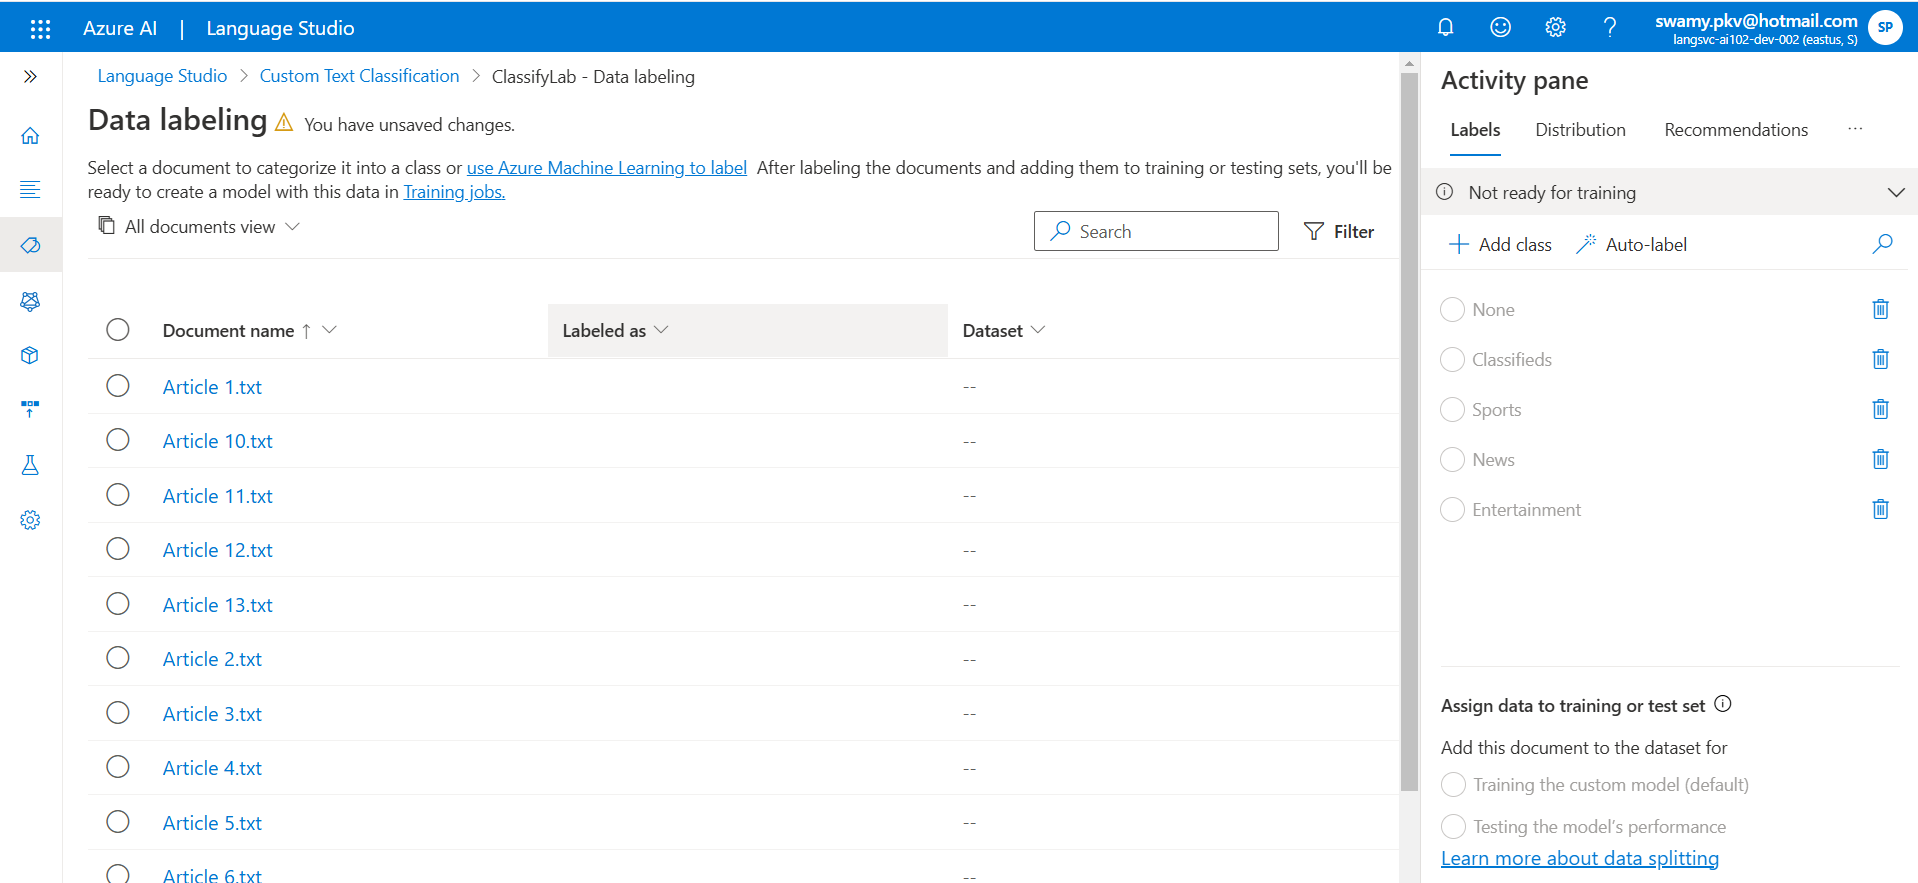 Azure AI | Language Studio
swamy.pkv@hotmail.com
langsvc-ai102-dev-002 (eastus, S)
SP
Language Studio > Custom Text Classification > ClassifyLab - Data labeling
Data labeling You have unsaved changes.
Select a document to categorize it into a class or use Azure Machine Learning to label After labeling the documents and adding them to training or testing sets, you'll be
ready to create a model with this data in Training jobs.
All documents view
Search
Filter
Document name ↑ Labeled as Dataset
Article 1.txt --
Article 10.txt --
Article 11.txt --
Article 12.txt --
Article 13.txt --
Article 2.txt --
Article 3.txt --
Article 4.txt --
Article 5.txt --
Article 6.txt --
Activity pane
Labels Distribution Recommendations ...
Not ready for training
Add class Auto-label
None
Classifieds
Sports
News
Entertainment
Assign data to training or test set
Add this document to the dataset for
Training the custom model (default)
Testing the model's performance
Learn more about data splitting